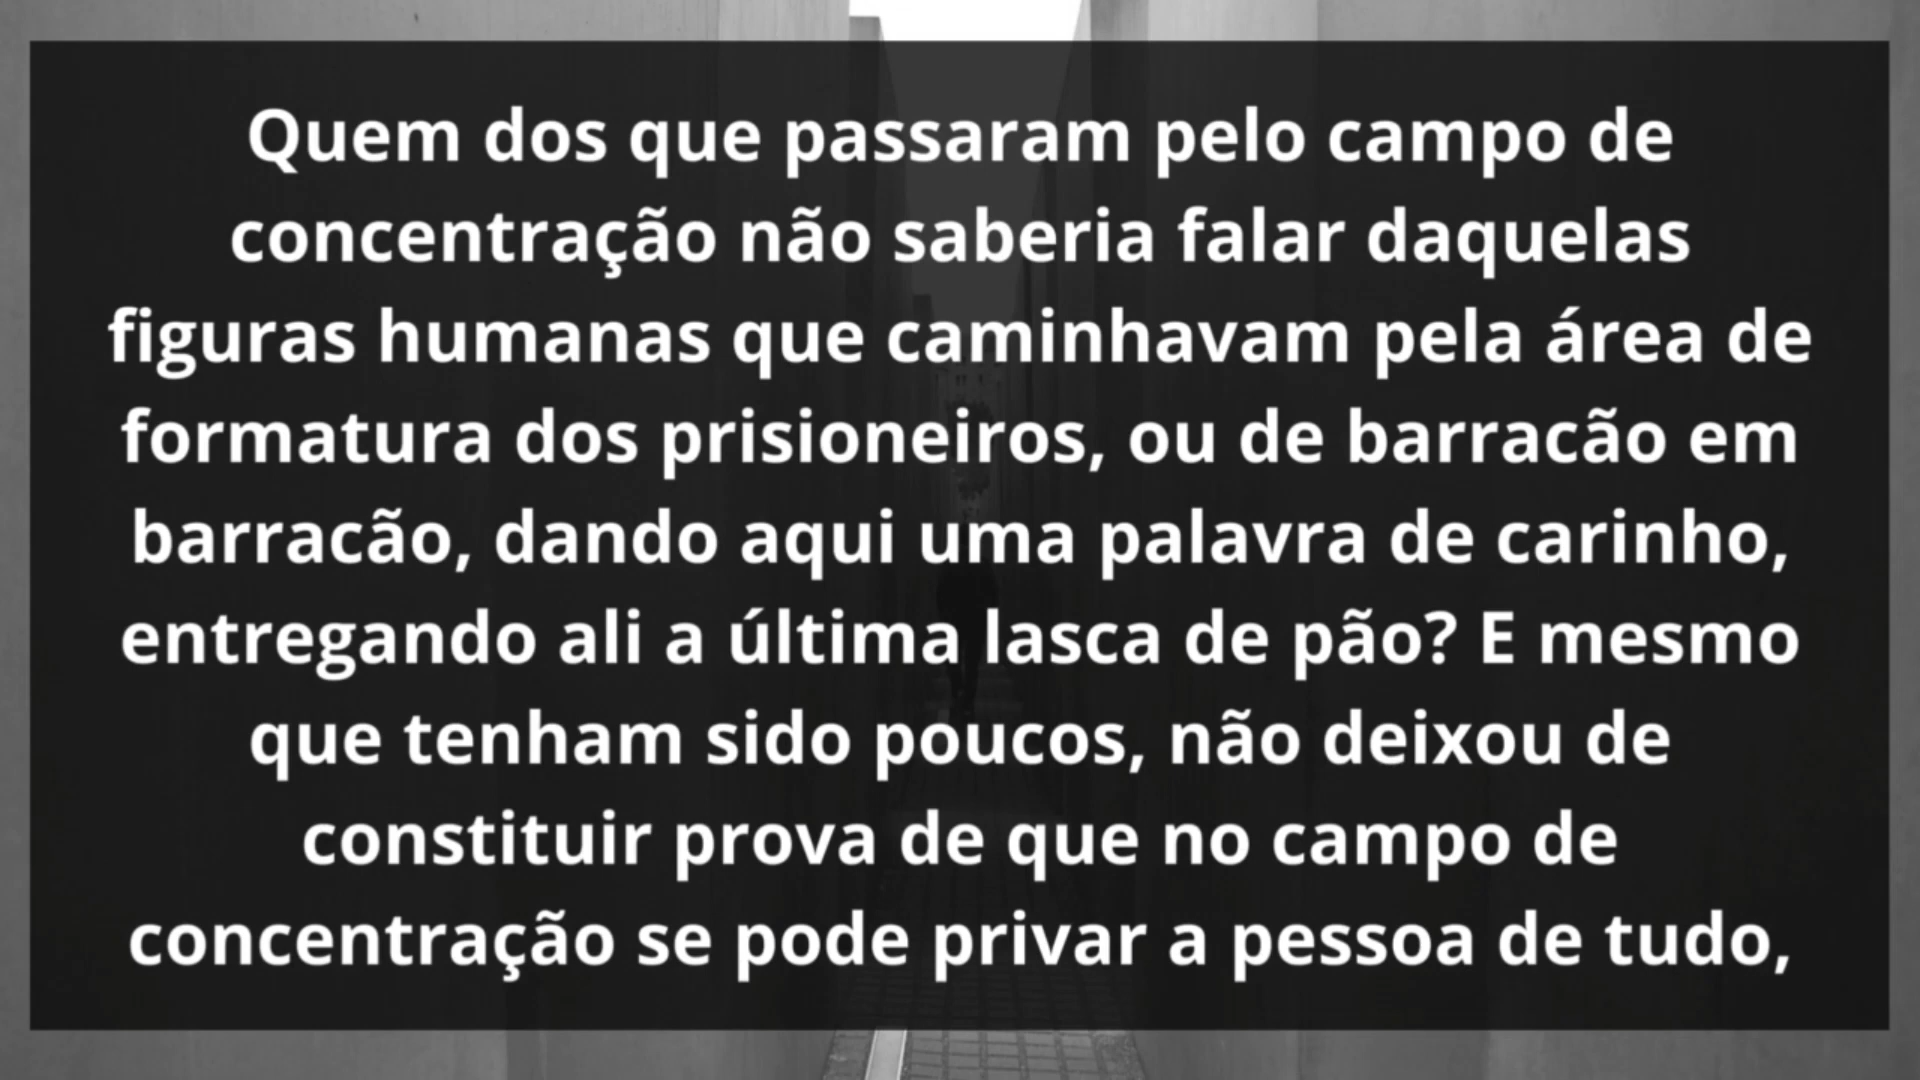 Quem dos que passaram pelo campo de
concentração não saberia falar daquelas
figuras humanas que caminhavam pela área de
formatura dos prisioneiros, ou de barracão em
barracão, dando aqui uma palavra de carinho,
entregando ali a última lasca de pão? E mesmo
que tenham sido poucos, não deixou de
constituir prova de que no campo de
concentração se pode privar a pessoa de tudo,